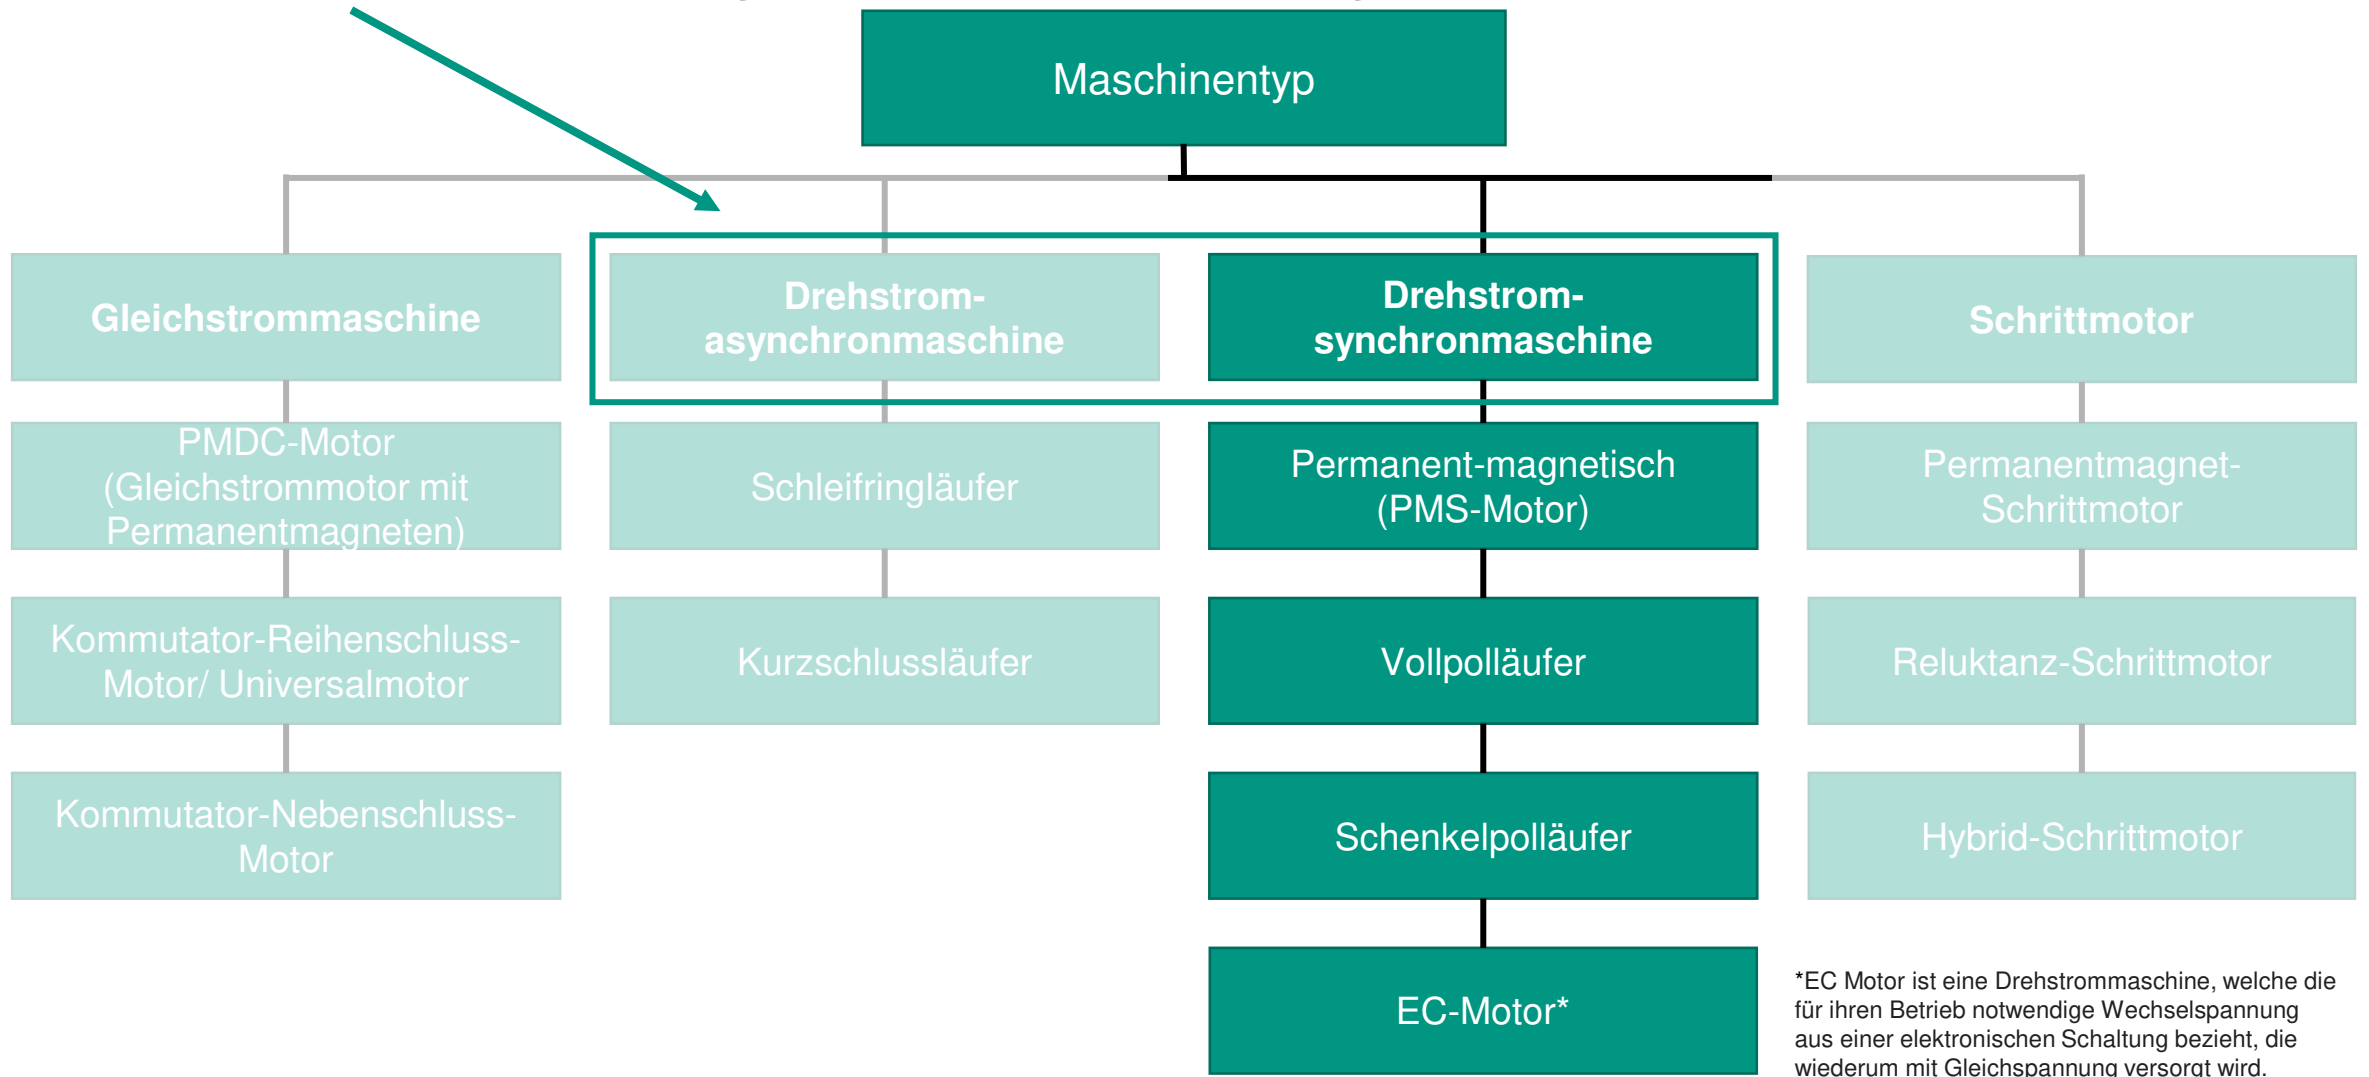 Maschinentyp
Gleichstrommaschine
Drehstrom-
asynchronmaschine
Drehstrom-
synchronmaschine
Schrittmotor
PMDC-Motor
(Gleichstrommotor mit
Permanentmagneten)
Schleifringläufer
Permanent-magnetisch
(PMS-Motor)
Permanentmagnet-
Schrittmotor
Kommutator-Reihenschluss-
Motor/ Universalmotor
Kurzschlussläufer
Vollpolläufer
Reluktanz-Schrittmotor
Kommutator-Nebenschluss-
Motor
Schenkelpolläufer
Hybrid-Schrittmotor
EC-Motor*
*EC Motor ist eine Drehstrommaschine, welche die
für ihren Betrieb notwendige Wechselspannung
aus einer elektronischen Schaltung bezieht, die
wiederum mit Gleichspannung versorgt wird.